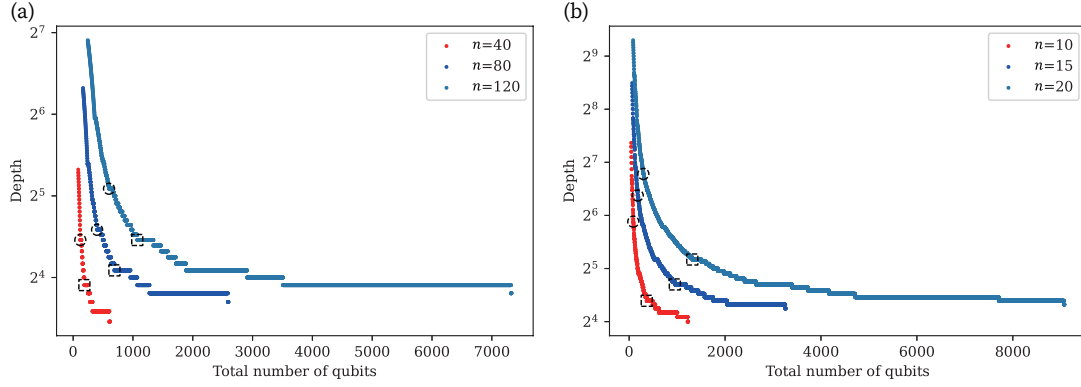 (a)
2^7
2^6
2^5
2^4
Depth
0 1000 2000 3000 4000 5000 6000 7000
Total number of qubits
n=40
n=80
n=120
(b)
2^9
2^8
2^7
2^6
2^5
2^4
Depth
0 2000 4000 6000 8000
Total number of qubits
n=10
n=15
n=20